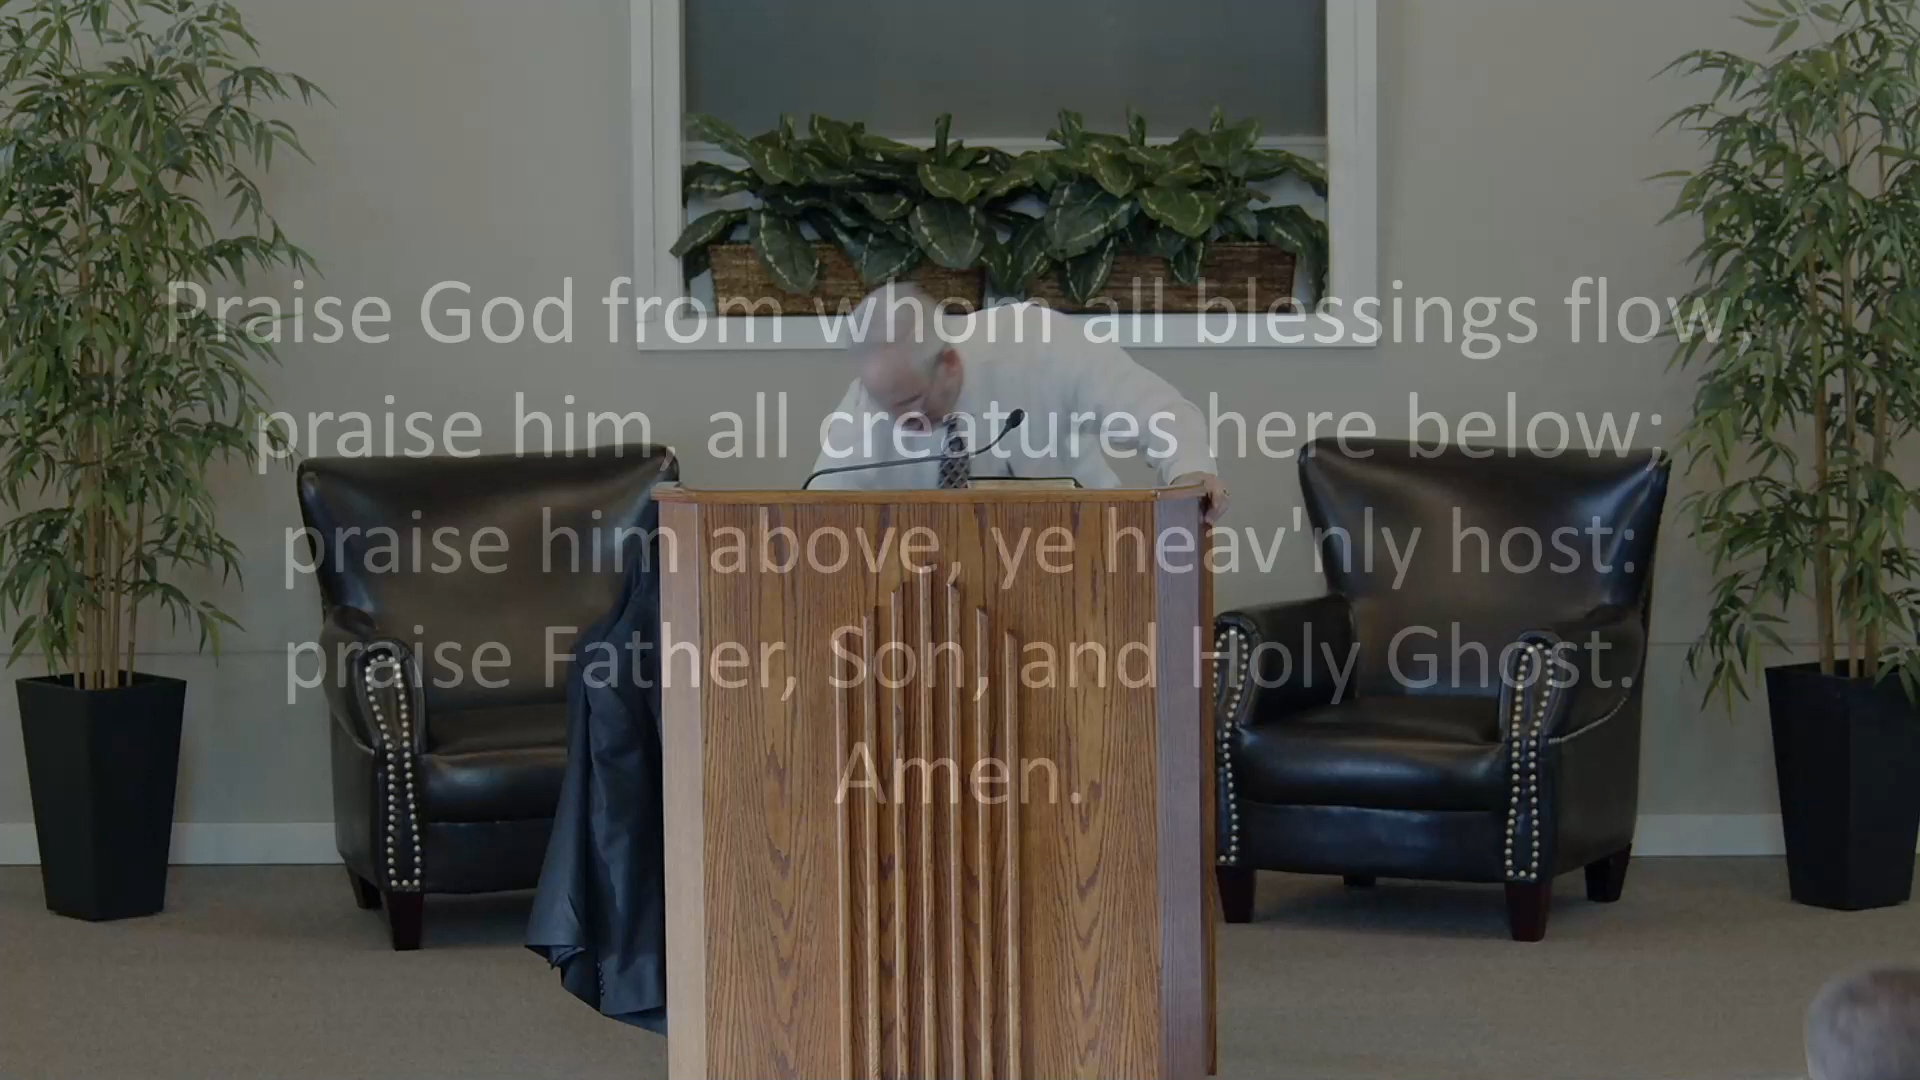 Praise God from whom all blessings flow;
praise him, all creatures here below;
praise him above, ye heav'nly host:
praise Father, Son, and Holy Ghost.
Amen.